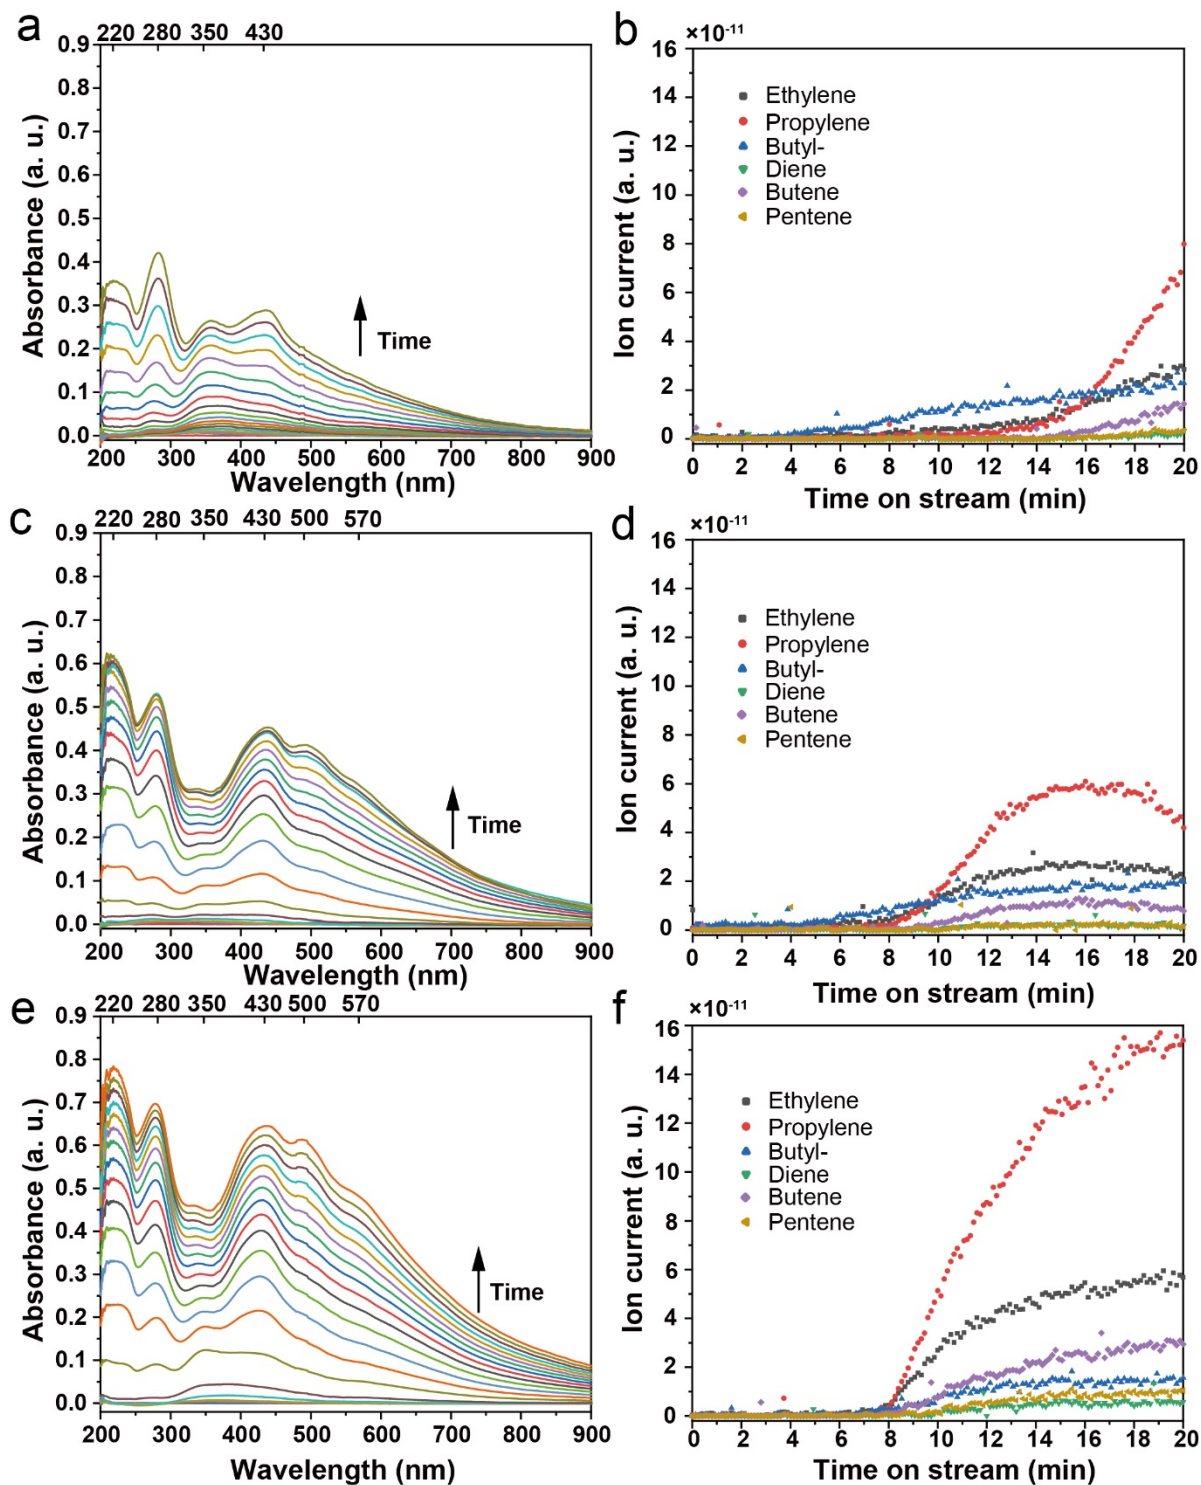 a
220 280 350 430
0.9
0.8
0.7
0.6
0.5
0.4
0.3
0.2
0.1
0.0
Absorbance (a. u.)
Time
200 300 400 500 600 700 800 900
Wavelength (nm)
b
×10⁻¹¹
16
14
12
10
8
6
4
2
0
Ion current (a. u.)
Ethylene
Propylene
Butyl-
Diene
Butene
Pentene
0 2 4 6 8 10 12 14 16 18 20
Time on stream (min)
c
220 280 350 430 500 570
0.9
0.8
0.7
0.6
0.5
0.4
0.3
0.2
0.1
0.0
Absorbance (a. u.)
Time
200 300 400 500 600 700 800 900
Wavelength (nm)
d
×10⁻¹¹
16
14
12
10
8
6
4
2
0
Ion current (a. u.)
Ethylene
Propylene
Butyl-
Diene
Butene
Pentene
0 2 4 6 8 10 12 14 16 18 20
Time on stream (min)
e
220 280 350 430 500 570
0.9
0.8
0.7
0.6
0.5
0.4
0.3
0.2
0.1
0.0
Absorbance (a. u.)
Time
200 300 400 500 600 700 800 900
Wavelength (nm)
f
×10⁻¹¹
16
14
12
10
8
6
4
2
0
Ion current (a. u.)
Ethylene
Propylene
Butyl-
Diene
Butene
Pentene
0 2 4 6 8 10 12 14 16 18 20
Time on stream (min)